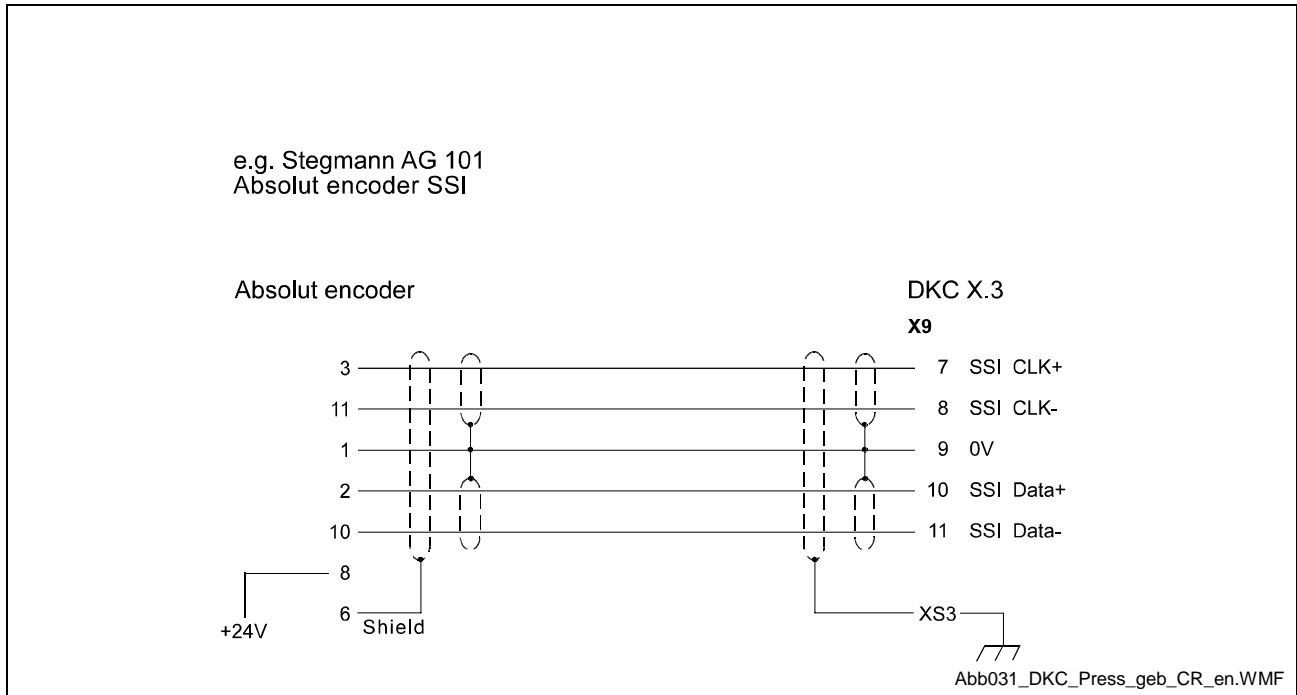 e.g. Stegmann AG 101
Absolut encoder SSI
Absolut encoder
DKC X.3
X9
3
7 SSI CLK+
11
8 SSI CLK-
1
9 0V
2
10 SSI Data+
10
11 SSI Data-
8
6
Shield
+24V
XS3
Abb031_DKC_Press_geb_CR_en.WMF